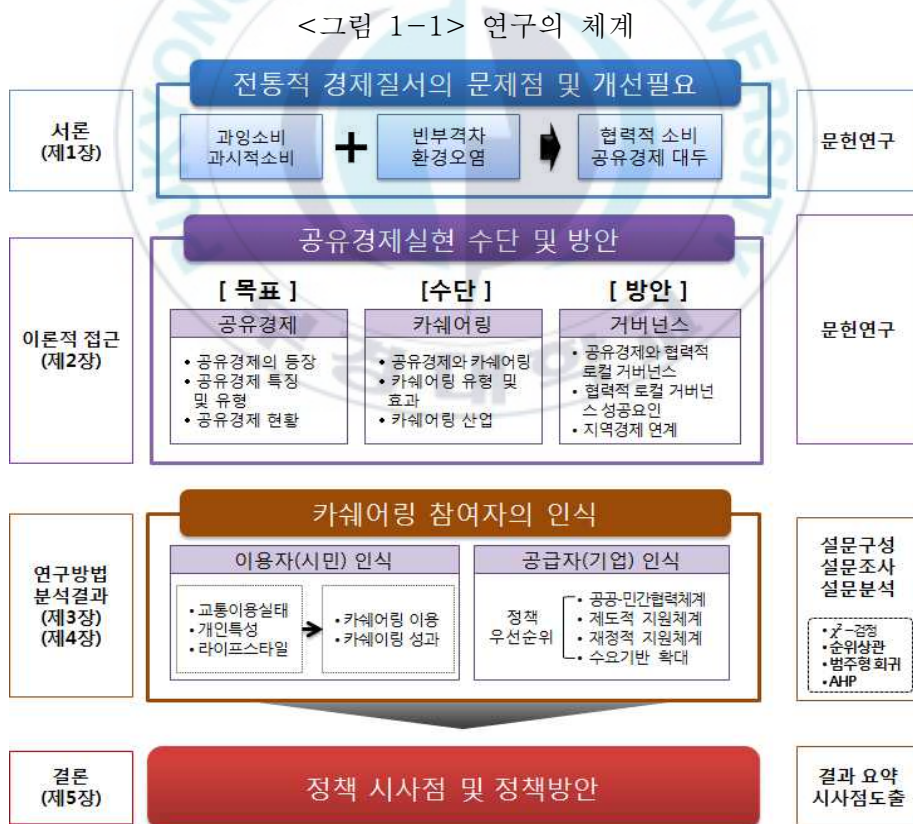 <그림 1-1> 연구의 체계
PUKYONG
UNIVERSITY
부경대학교
전통적 경제질서의 문제점 및 개선필요
서론
(제1장)
과잉소비
과시적소비
+
빈부격차
환경오염
협력적 소비
공유경제 대두
문헌연구
공유경제실현 수단 및 방안
이론적 접근
(제2장)
[ 목표 ]
공유경제
• 공유경제의 등장
• 공유경제 특징
및 유형
• 공유경제 현황
[수단 ]
카쉐어링
• 공유경제와 카쉐어링
• 카쉐어링 유형 및
효과
• 카쉐어링 산업
[ 방안 ]
거버넌스
• 공유경제와 협력적
로컬 거버넌스
• 협력적 로컬 거버넌
스 성공요인
• 지역경제 연계
문헌연구
카쉐어링 참여자의 인식
연구방법
분석결과
(제3장)
(제4장)
이용자(시민) 인식
• 교통이용실태
• 개인특성
• 라이프스타일
• 카쉐어링 이용
• 카쉐어링 성과
공급자(기업) 인식
정책
우선순위
• 공공-민간협력체계
• 제도적 지원체계
• 재정적 지원체계
• 수요기반 확대
설문구성
설문조사
설문분석
• χ²-검정
• 순위상관
• 범주형 회귀
• AHP
결론
(제5장)
정책 시사점 및 정책방안
결과 요약
시사점도출